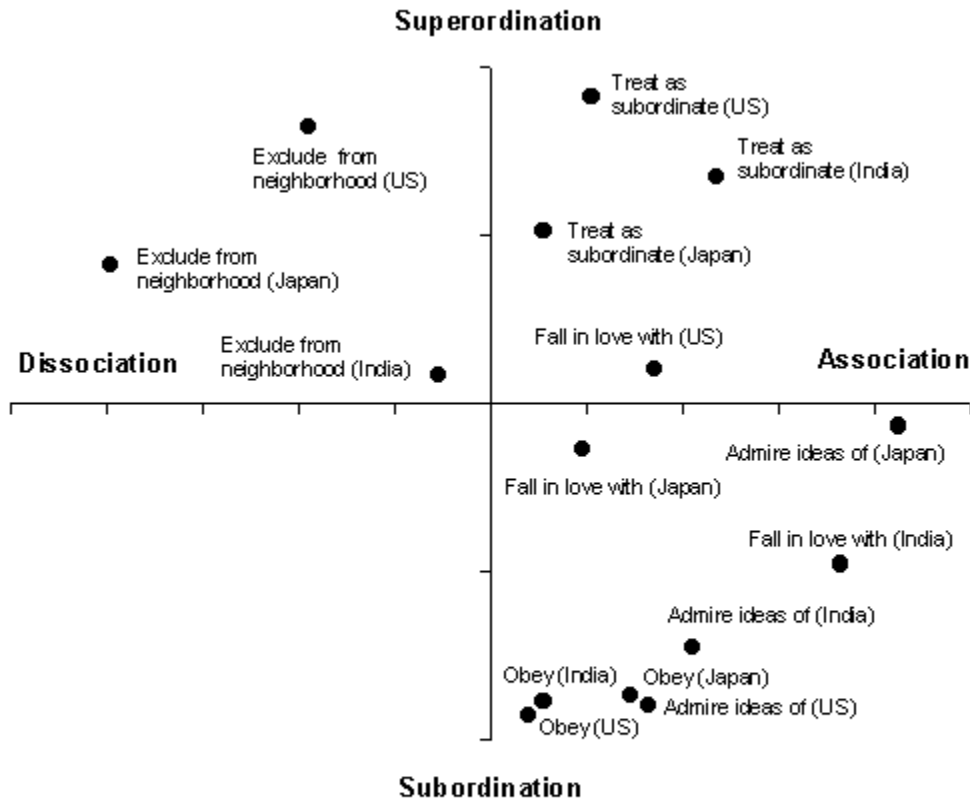 Superordination
Treat as
subordinate (US)
Exclude from
neighborhood (US)
Treat as
subordinate (India)
Treat as
subordinate (Japan)
Exclude from
neighborhood (Japan)
Fall in love with (US)
Exclude from
neighborhood (India)
Dissociation
Association
Admire ideas of (Japan)
Fall in love with (Japan)
Fall in love with (India)
Admire ideas of (India)
Obey (India)
Obey (Japan)
Admire ideas of (US)
Obey (US)
Subordination